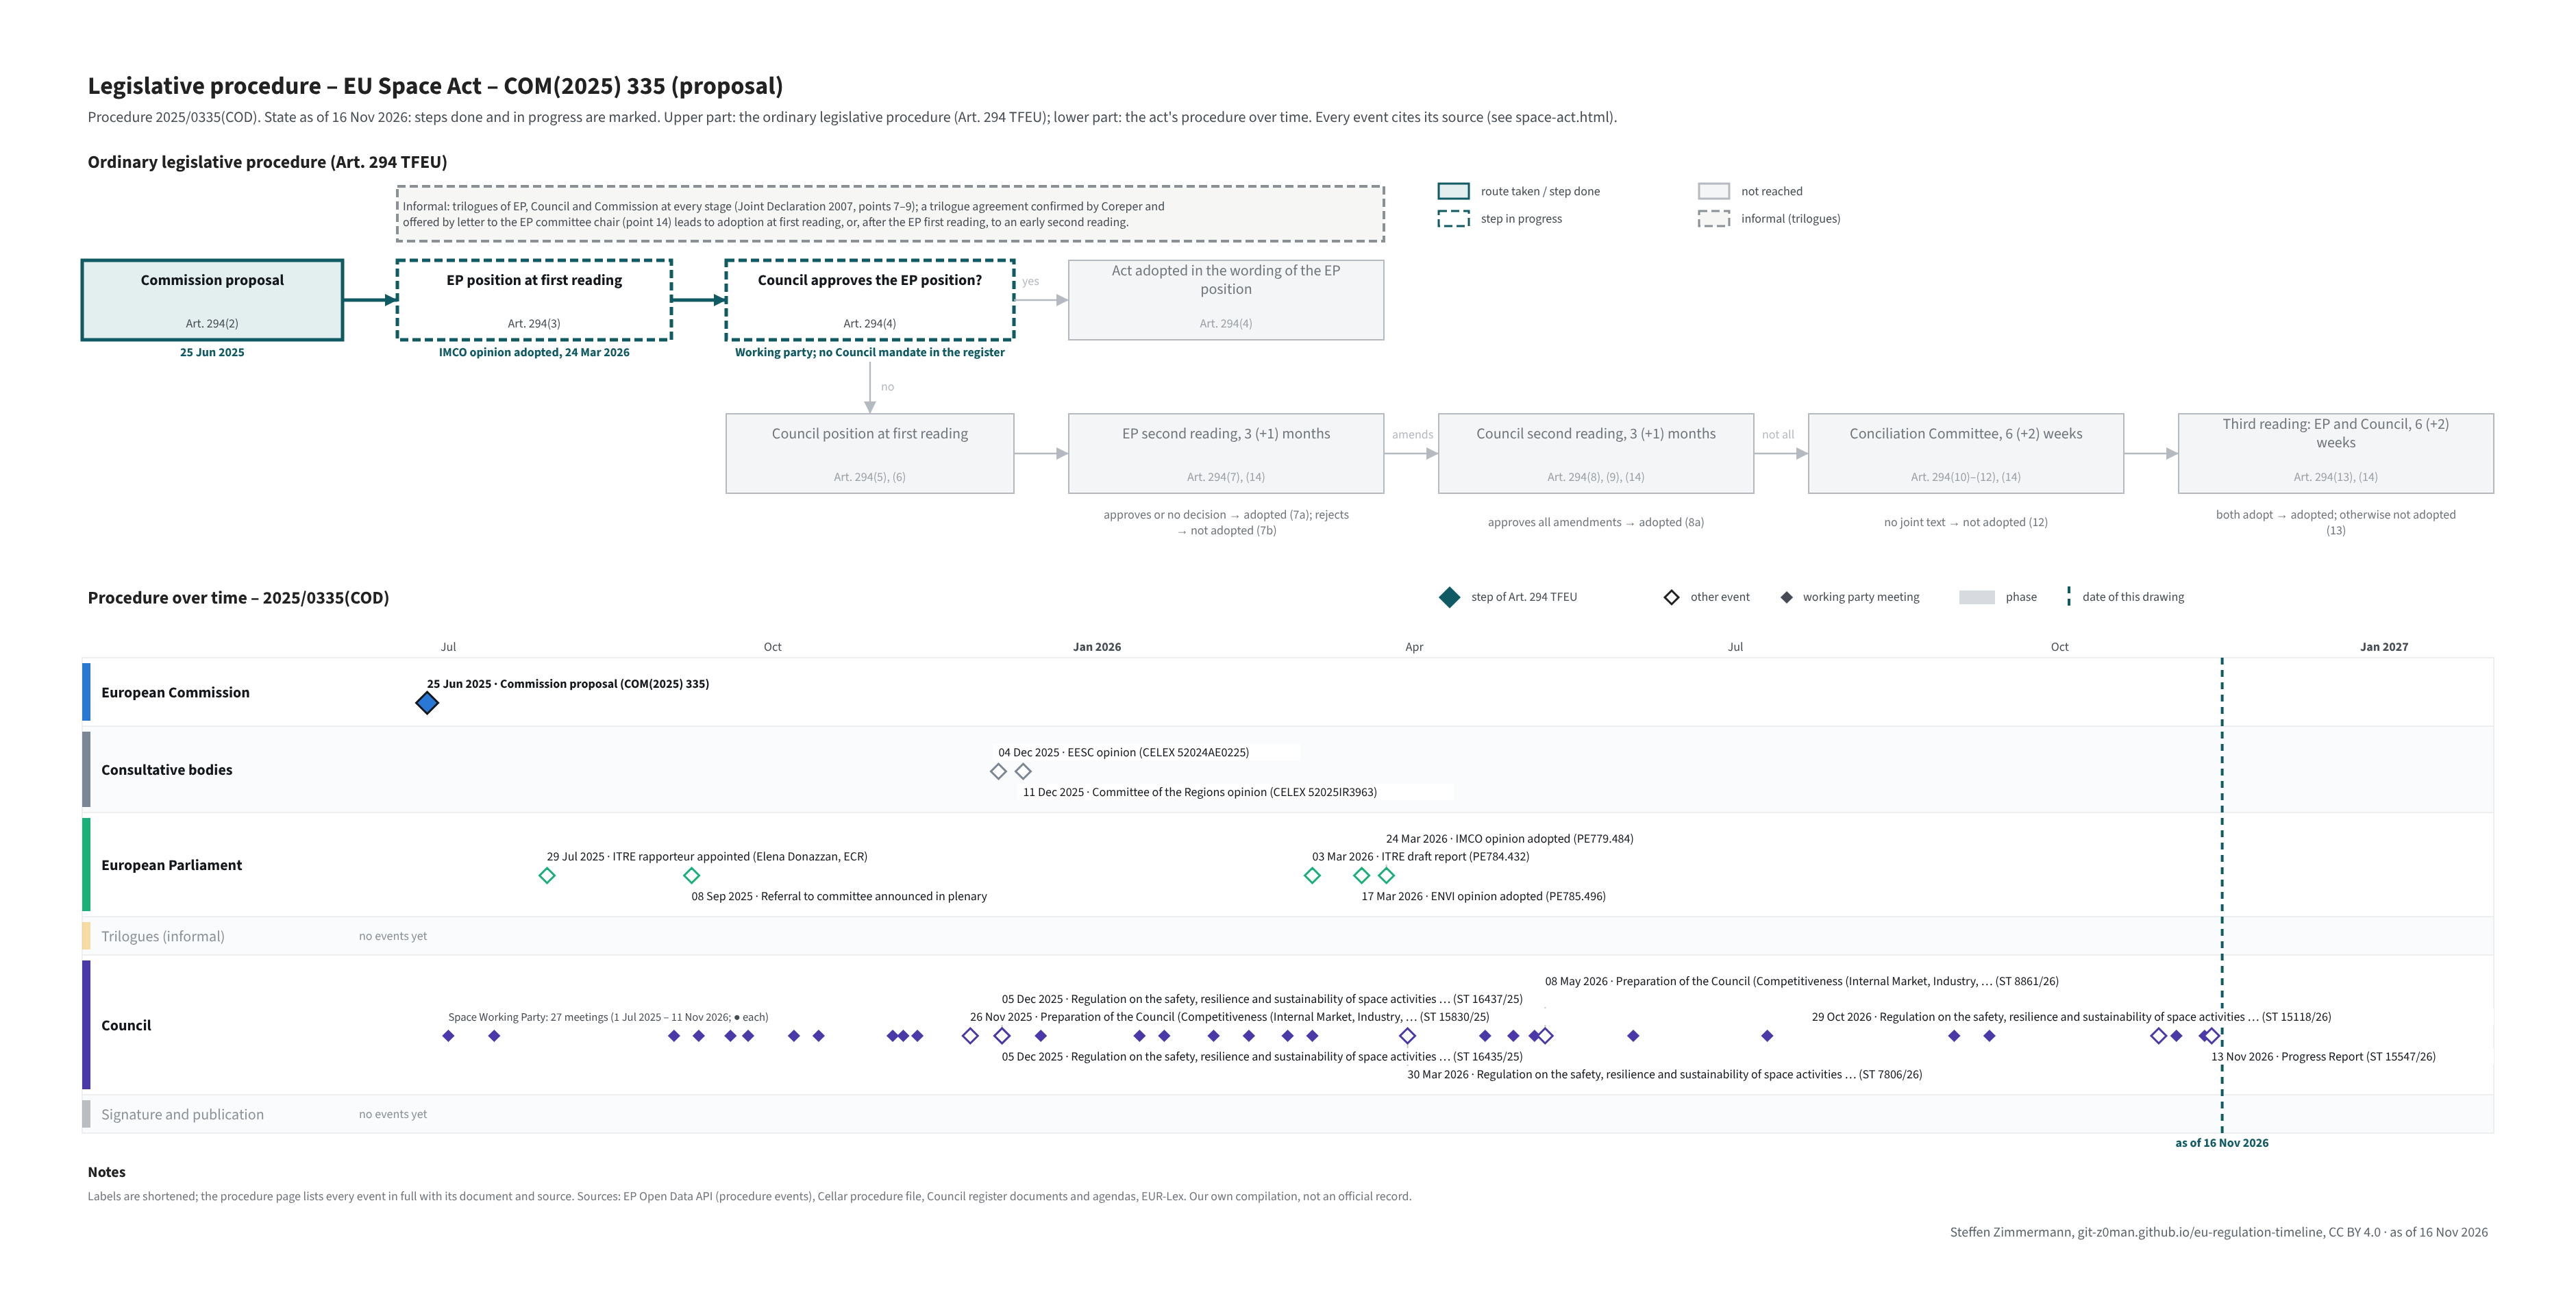 Legislative procedure – EU Space Act – COM(2025) 335 (proposal)
Procedure 2025/0335(COD). State as of 16 Nov 2026: steps done and in progress are marked. Upper part: the ordinary legislative procedure (Art. 294 TFEU); lower part: the act's procedure over time. Every event cites its source (see space-act.html).
Ordinary legislative procedure (Art. 294 TFEU)
Informal: trilogues of EP, Council and Commission at every stage (Joint Declaration 2007, points 7–9); a trilogue agreement confirmed by Coreper and
offered by letter to the EP committee chair (point 14) leads to adoption at first reading, or, after the EP first reading, to an early second reading.
route taken / step done
not reached
step in progress
informal (trilogues)
Commission proposal
Art. 294(2)
25 Jun 2025
EP position at first reading
Art. 294(3)
IMCO opinion adopted, 24 Mar 2026
Council approves the EP position?
Art. 294(4)
Working party; no Council mandate in the register
yes
Act adopted in the wording of the EP
position
Art. 294(4)
no
Council position at first reading
Art. 294(5), (6)
EP second reading, 3 (+1) months
Art. 294(7), (14)
approves or no decision → adopted (7a); rejects
→ not adopted (7b)
amends
Council second reading, 3 (+1) months
Art. 294(8), (9), (14)
approves all amendments → adopted (8a)
not all
Conciliation Committee, 6 (+2) weeks
Art. 294(10)–(12), (14)
no joint text → not adopted (12)
Third reading: EP and Council, 6 (+2)
weeks
Art. 294(13), (14)
both adopt → adopted; otherwise not adopted
(13)
Procedure over time – 2025/0335(COD)
step of Art. 294 TFEU
other event
working party meeting
phase
date of this drawing
Jul
Oct
Jan 2026
Apr
Jul
Oct
Jan 2027
European Commission
25 Jun 2025 · Commission proposal (COM(2025) 335)
Consultative bodies
04 Dec 2025 · EESC opinion (CELEX 52024AE0225)
11 Dec 2025 · Committee of the Regions opinion (CELEX 52025IR3963)
European Parliament
24 Mar 2026 · IMCO opinion adopted (PE779.484)
29 Jul 2025 · ITRE rapporteur appointed (Elena Donazzan, ECR)
03 Mar 2026 · ITRE draft report (PE784.432)
08 Sep 2025 · Referral to committee announced in plenary
17 Mar 2026 · ENVI opinion adopted (PE785.496)
Trilogues (informal)
no events yet
Council
08 May 2026 · Preparation of the Council (Competitiveness (Internal Market, Industry, … (ST 8861/26)
05 Dec 2025 · Regulation on the safety, resilience and sustainability of space activities … (ST 16437/25)
Space Working Party: 27 meetings (1 Jul 2025 – 11 Nov 2026; ● each)
26 Nov 2025 · Preparation of the Council (Competitiveness (Internal Market, Industry, … (ST 15830/25)
29 Oct 2026 · Regulation on the safety, resilience and sustainability of space activities … (ST 15118/26)
05 Dec 2025 · Regulation on the safety, resilience and sustainability of space activities … (ST 16435/25)
13 Nov 2026 · Progress Report (ST 15547/26)
30 Mar 2026 · Regulation on the safety, resilience and sustainability of space activities … (ST 7806/26)
Signature and publication
no events yet
as of 16 Nov 2026
Notes
Labels are shortened; the procedure page lists every event in full with its document and source. Sources: EP Open Data API (procedure events), Cellar procedure file, Council register documents and agendas, EUR-Lex. Our own compilation, not an official record.
Steffen Zimmermann, git-z0man.github.io/eu-regulation-timeline, CC BY 4.0 · as of 16 Nov 2026